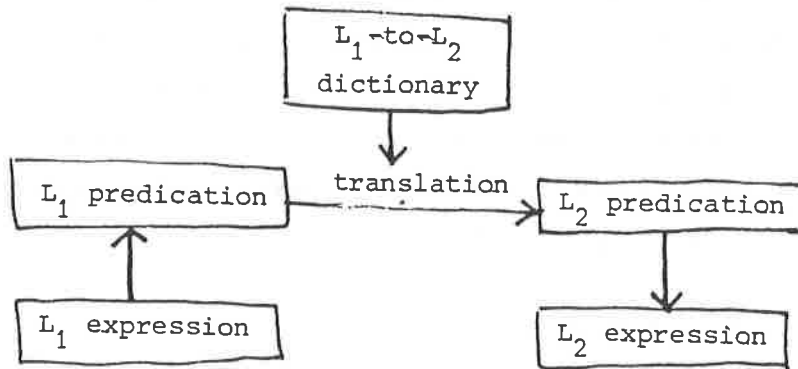 L₁-to-L₂
dictionary
translation
L₁ predication
L₂ predication
L₁ expression
L₂ expression